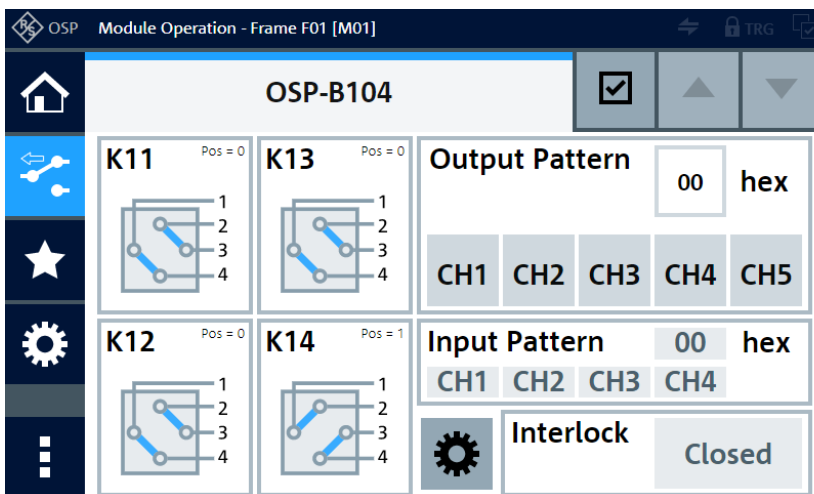 R&S OSP Module Operation - Frame F01 [M01] TRG
OSP-B104
K11 Pos = 0
1
2
3
4
K13 Pos = 0
1
2
3
4
Output Pattern 00 hex
CH1 CH2 CH3 CH4 CH5
K12 Pos = 0
1
2
3
4
K14 Pos = 1
1
2
3
4
Input Pattern 00 hex
CH1 CH2 CH3 CH4
Interlock Closed